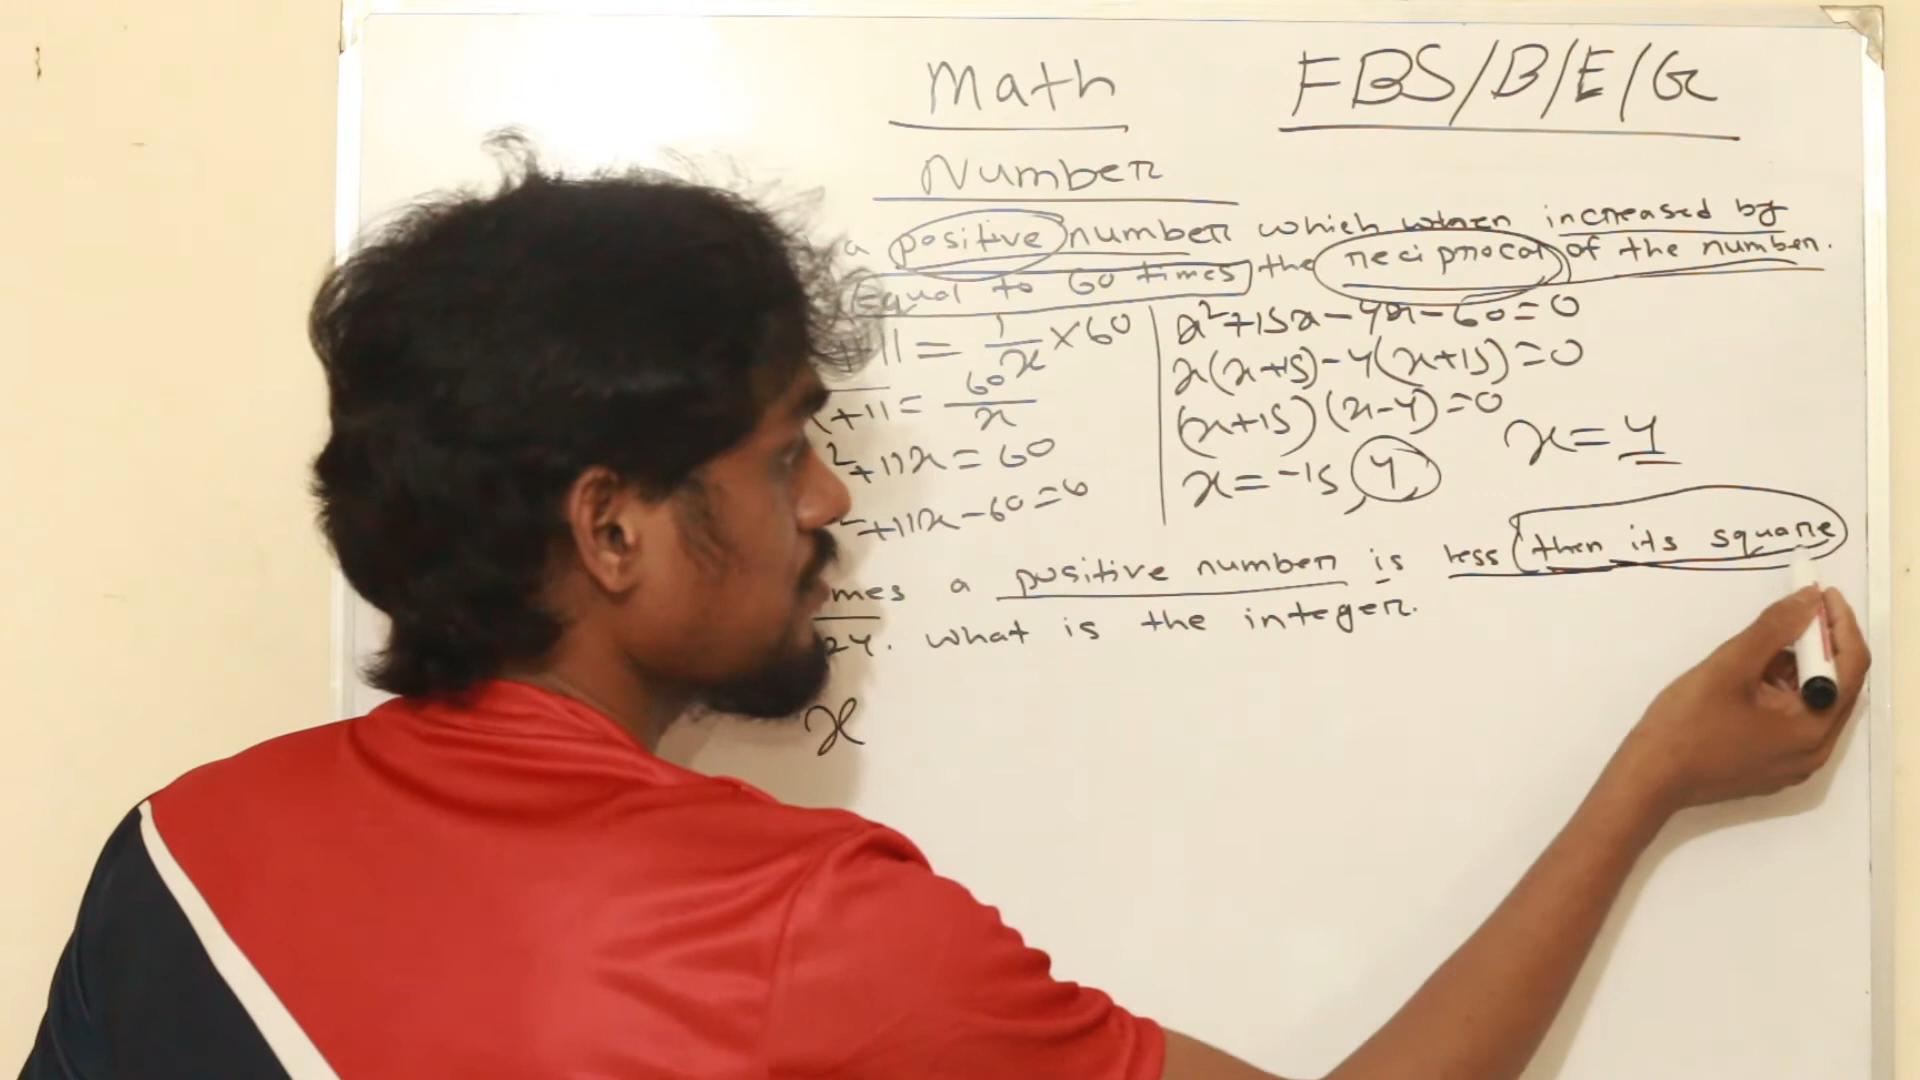 Math
FBS/B/E/G
Number
a positive number which when increased by
Equal to 60 times the reciprocal of the number.
+11 = 1/x × 60
x+11 = 60/x
²+11x = 60
²+11x-60=0
x²+15x-4x-60=0
x(x+15)-4(x+15)=0
(x+15)(x-4)=0
x=-15, 4
x=4
mes a positive number is less then its square
24. what is the integer.
x